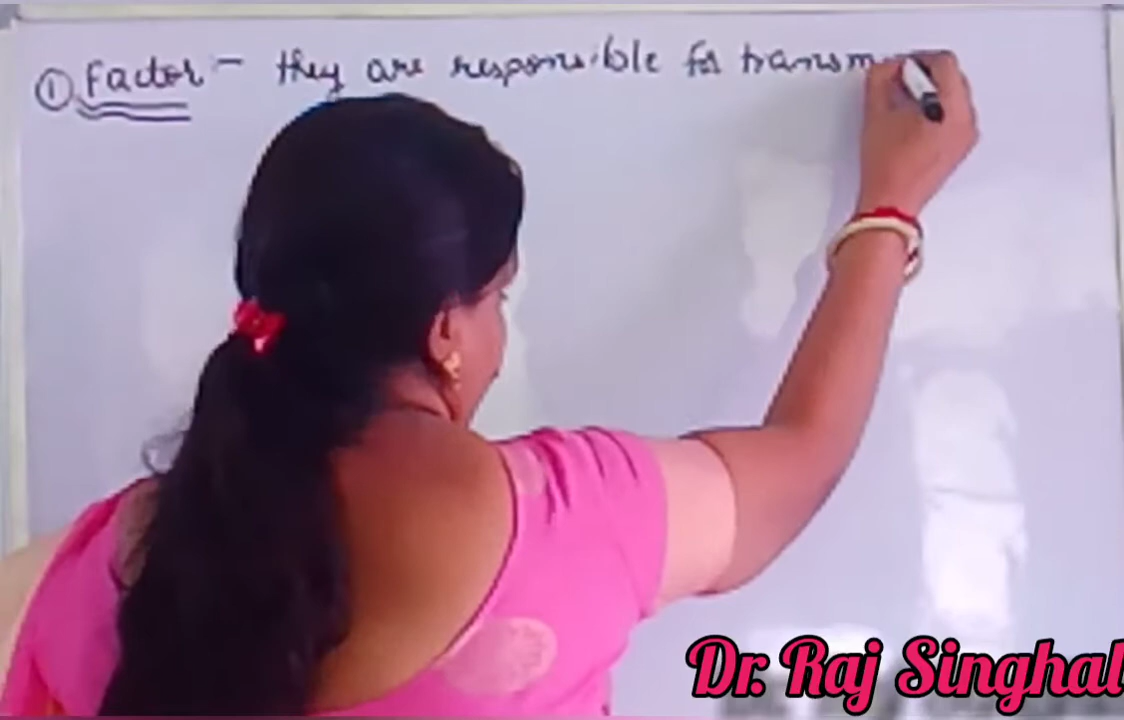 ① Factor - they are responsible for transm
Dr. Raj Singhal